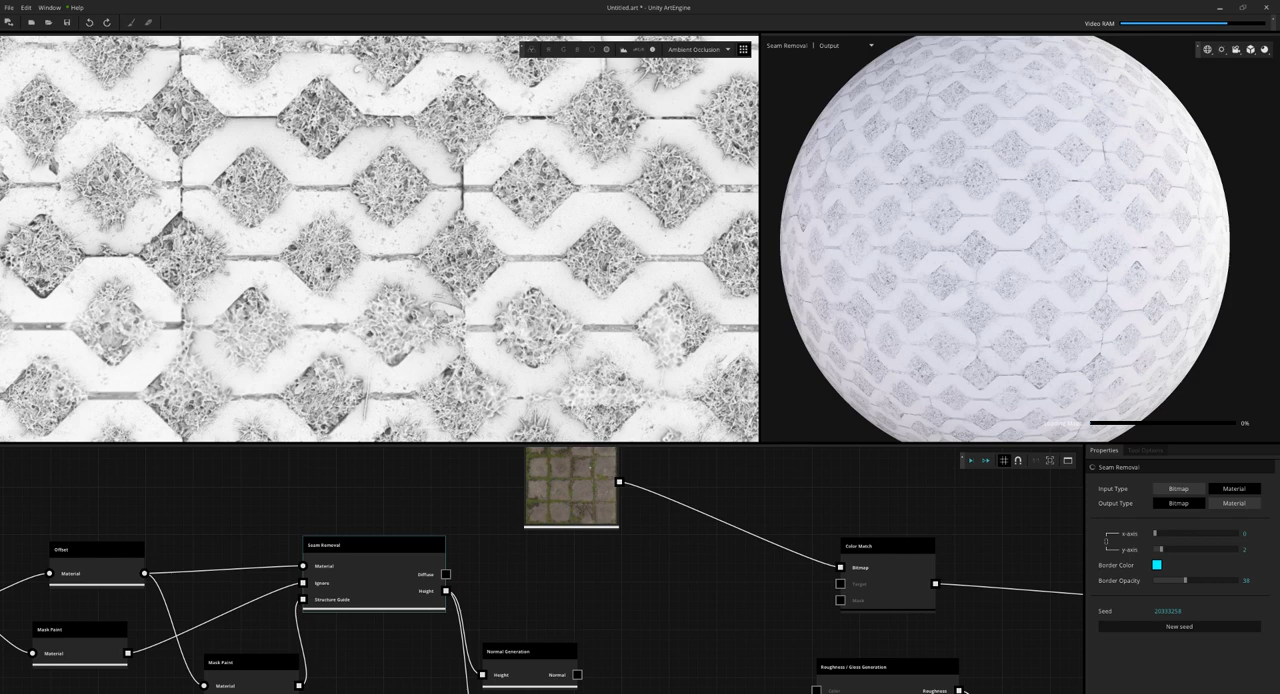 File Edit Window Help
Untitled.art * - Unity ArtEngine
Video RAM
R G B
Ambient Occlusion
Seam Removal | Output
0%
Properties Tool Options
Seam Removal
Input Type Bitmap Material
Output Type Bitmap Material
x-axis 0
y-axis 2
Border Color
Border Opacity 38
Seed 20333258
New seed
Offset
Material
Mask Paint
Material
Mask Paint
Material
Seam Removal
Material
Diffuse
Ignore
Height
Structure Guide
Normal Generation
Height Normal
Color Match
Bitmap
Target
Mask
Roughness / Gloss Generation
Color Roughness